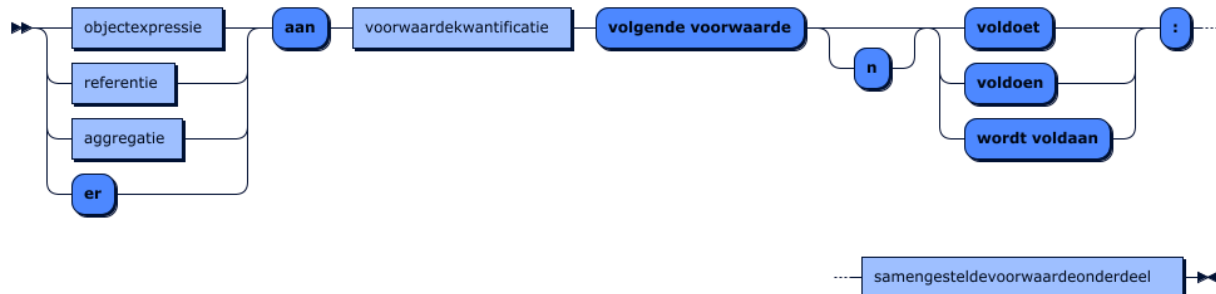 objectexpressie aan voorwaardekwantificatie volgende voorwaarde voldoet :
n
referentie voldoen
aggregatie wordt voldaan
er
samengesteldevoorwaardeonderdeel